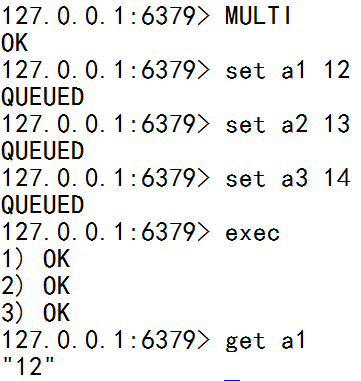 127.0.0.1:6379> MULTI
OK
127.0.0.1:6379> set a1 12
QUEUED
127.0.0.1:6379> set a2 13
QUEUED
127.0.0.1:6379> set a3 14
QUEUED
127.0.0.1:6379> exec
1) OK
2) OK
3) OK
127.0.0.1:6379> get a1
"12"